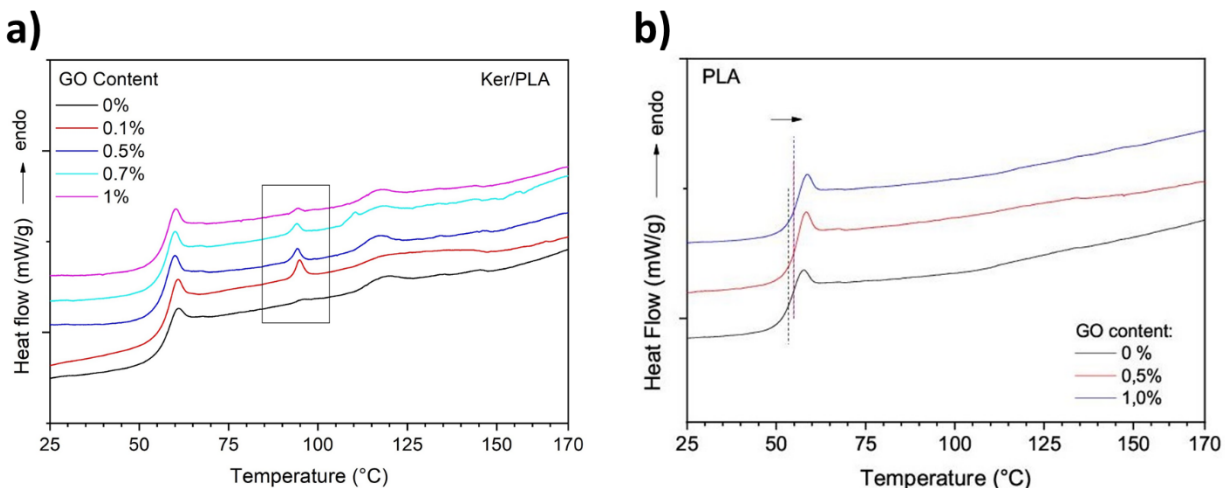 a)
GO Content
0%
0.1%
0.5%
0.7%
1%
Ker/PLA
Heat flow (mW/g) → endo
25 50 75 100 125 150 170
Temperature (°C)
b)
PLA
Heat Flow (mW/g) → endo
GO content:
0 %
0,5%
1,0%
25 50 75 100 125 150 170
Temperature (°C)